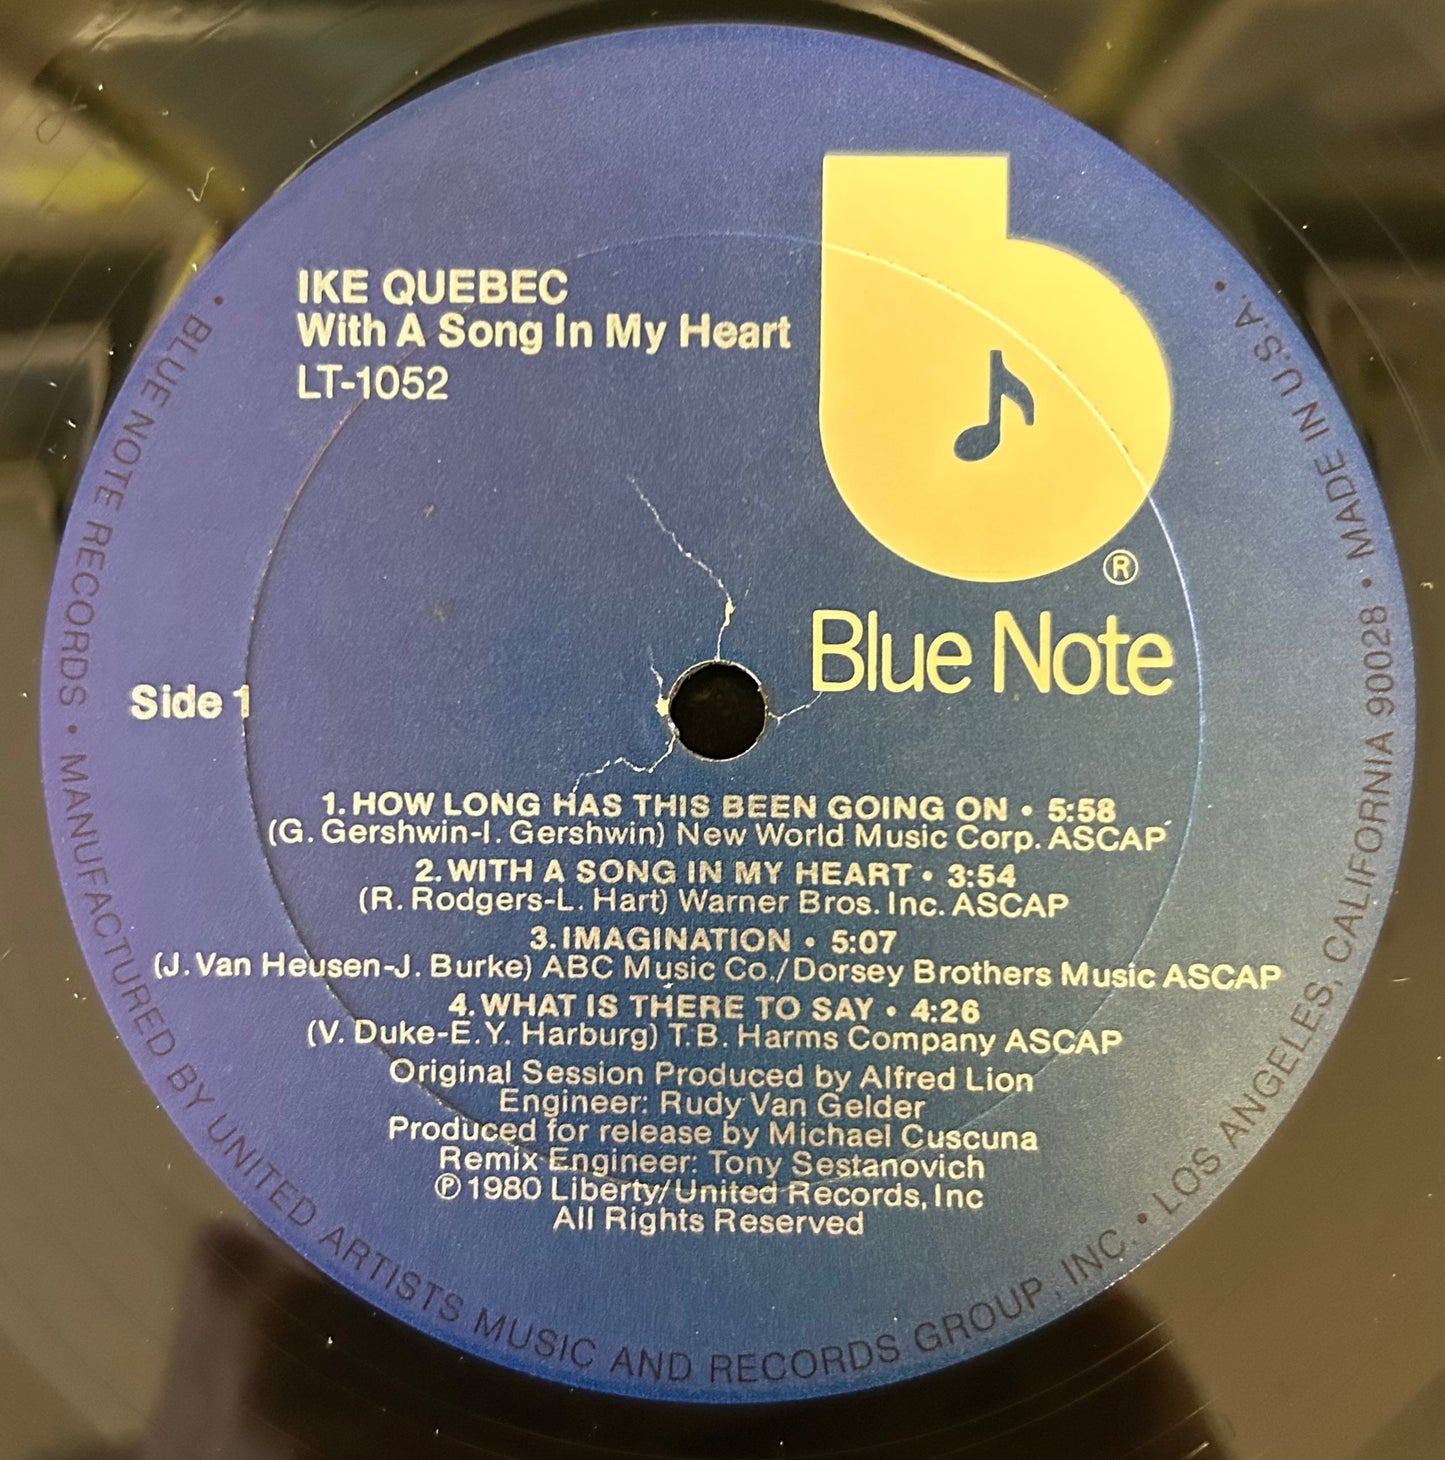 IKE QUEBEC
With A Song In My Heart
LT-1052
®
Blue Note
Side 1
1. HOW LONG HAS THIS BEEN GOING ON • 5:58
(G. Gershwin-I. Gershwin) New World Music Corp. ASCAP
2. WITH A SONG IN MY HEART • 3:54
(R. Rodgers-L. Hart) Warner Bros. Inc. ASCAP
3. IMAGINATION • 5:07
(J. Van Heusen-J. Burke) ABC Music Co./Dorsey Brothers Music ASCAP
4. WHAT IS THERE TO SAY • 4:26
(V. Duke-E.Y. Harburg) T.B. Harms Company ASCAP
Original Session Produced by Alfred Lion
Engineer: Rudy Van Gelder
Produced for release by Michael Cuscuna
Remix Engineer: Tony Sestanovich
℗ 1980 Liberty/United Records, Inc
All Rights Reserved
• BLUE NOTE RECORDS • MANUFACTURED BY UNITED ARTISTS MUSIC AND RECORDS GROUP, INC. • LOS ANGELES, CALIFORNIA 90028 • MADE IN U.S.A. •